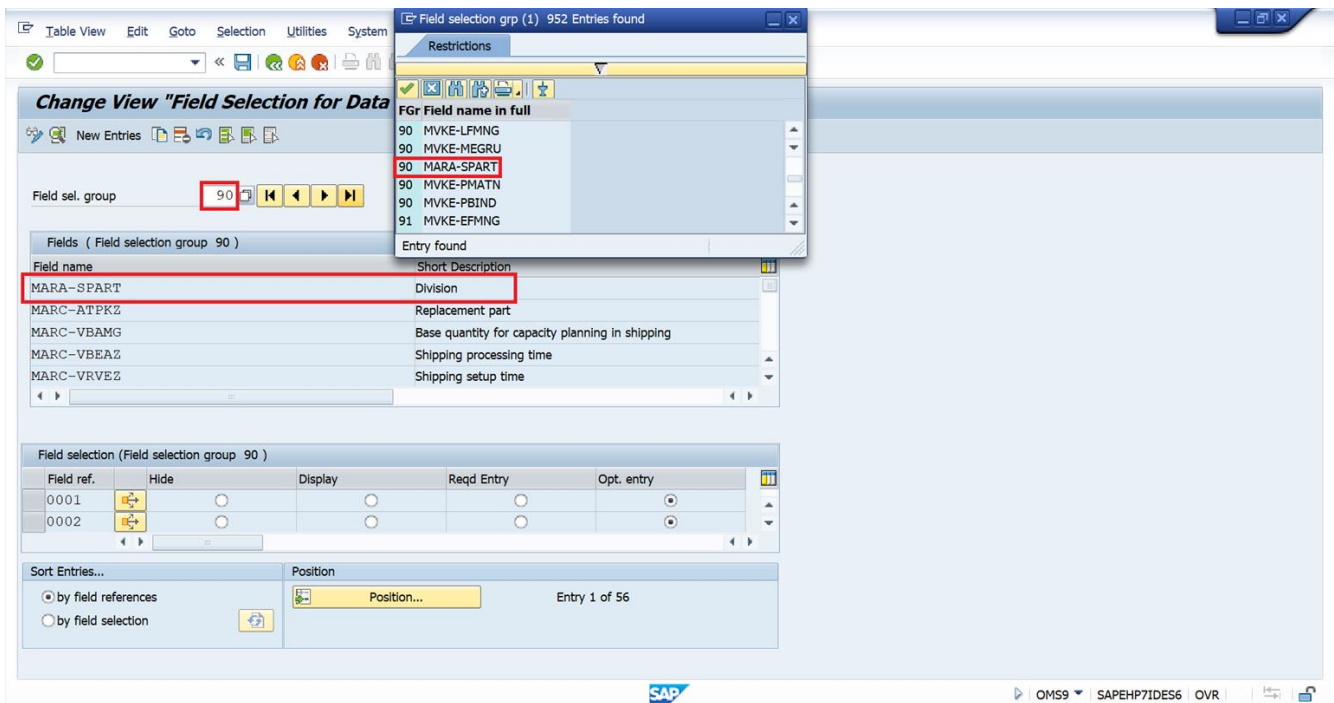 Table View Edit Goto Selection Utilities System
Field selection grp (1) 952 Entries found
Restrictions
Change View "Field Selection for Data
New Entries
FGr Field name in full
90 MVKE-LFMNG
90 MVKE-MEGRU
90 MARA-SPART
90 MVKE-PMATN
90 MVKE-PBIND
91 MVKE-EFMNG
Entry found
Field sel. group 90
Fields ( Field selection group 90 )
Field name Short Description
MARA-SPART Division
MARC-ATPKZ Replacement part
MARC-VBAMG Base quantity for capacity planning in shipping
MARC-VBEAZ Shipping processing time
MARC-VRVEZ Shipping setup time
Field selection (Field selection group 90 )
Field ref. Hide Display Reqd Entry Opt. entry
0001
0002
Sort Entries... Position
by field references Position... Entry 1 of 56
by field selection
SAP OMS9 SAPEHP7IDES6 OVR